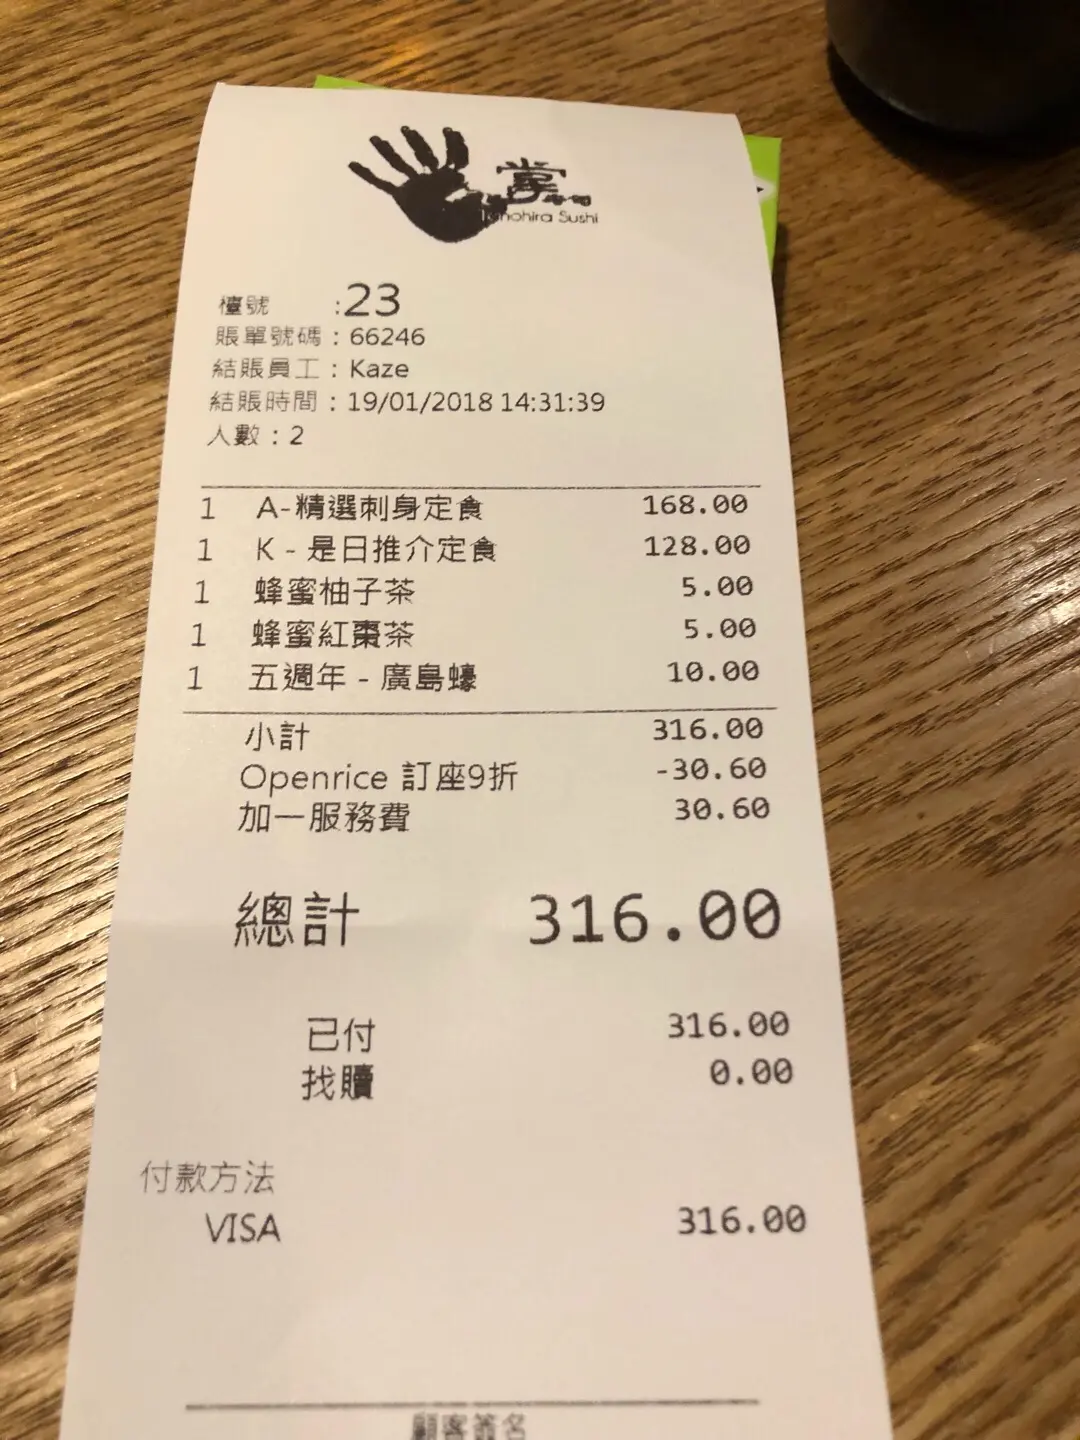 掌
Tanohira Sushi
檯號 :23
賬單號碼 : 66246
結賬員工 : Kaze
結賬時間 : 19/01/2018 14:31:39
人數 : 2
1 A-精選刺身定食 168.00
1 K - 是日推介定食 128.00
1 蜂蜜柚子茶 5.00
1 蜂蜜紅棗茶 5.00
1 五週年 - 廣島蠔 10.00
小計 316.00
Openrice 訂座9折 -30.60
加一服務費 30.60
總計 316.00
已付 316.00
找贖 0.00
付款方法
VISA 316.00
顧客簽名